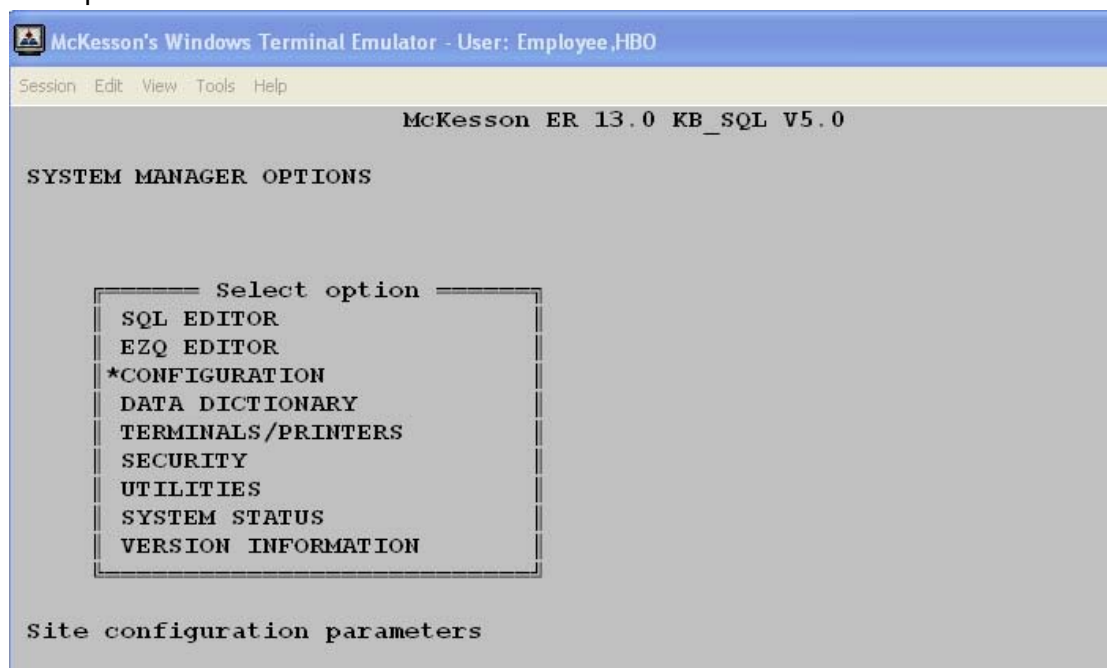 McKesson's Windows Terminal Emulator - User: Employee,HBO
Session Edit View Tools Help
McKesson ER 13.0 KB_SQL V5.0
SYSTEM MANAGER OPTIONS
Select option
SQL EDITOR
EZQ EDITOR
*CONFIGURATION
DATA DICTIONARY
TERMINALS/PRINTERS
SECURITY
UTILITIES
SYSTEM STATUS
VERSION INFORMATION
Site configuration parameters